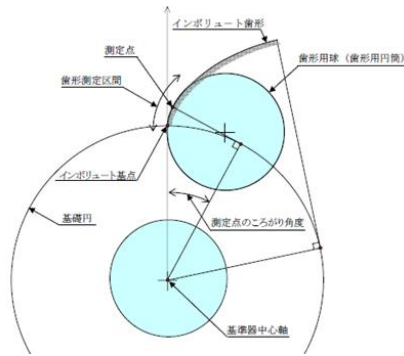 インボリュート歯形
測定点
歯形用球（歯形用円筒）
歯形測定区間
インボリュート基点
基礎円
測定点のころがり角度
基準器中心軸